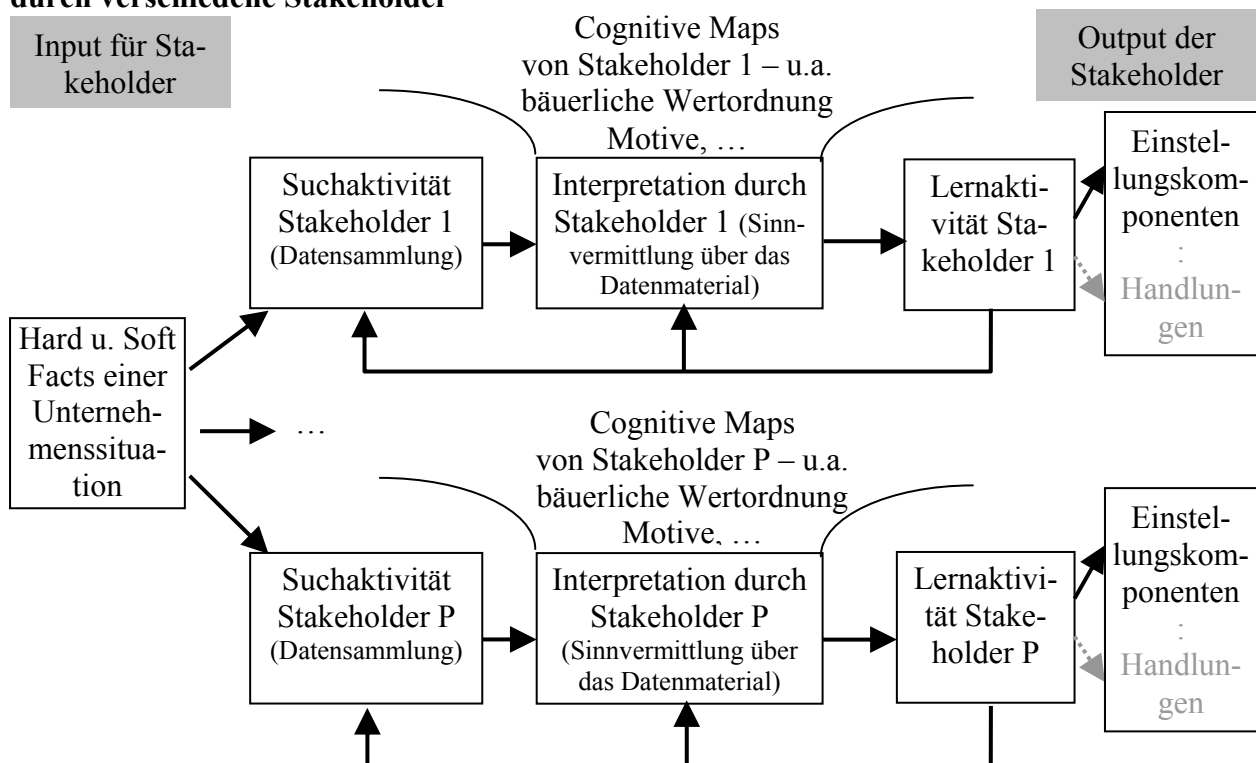 durch verschiedene Stakeholder
Input für Sta-
keholder
Cognitive Maps
von Stakeholder 1 – u.a.
bäuerliche Wertordnung
Motive, …
Output der
Stakeholder
Suchaktivität
Stakeholder 1
(Datensammlung)
Interpretation durch
Stakeholder 1 (Sinn-
vermittlung über das
Datenmaterial)
Lernakti-
vität Sta-
keholder 1
Einstel-
lungskom-
ponenten
:
Handlun-
gen
Hard u. Soft
Facts einer
Unterneh-
menssitua-
tion
…
Cognitive Maps
von Stakeholder P – u.a.
bäuerliche Wertordnung
Motive, …
Suchaktivität
Stakeholder P
(Datensammlung)
Interpretation durch
Stakeholder P
(Sinnvermittlung über
das Datenmaterial)
Lernaktivi-
tät Stake-
holder P
Einstel-
lungskom-
ponenten
:
Handlun-
gen